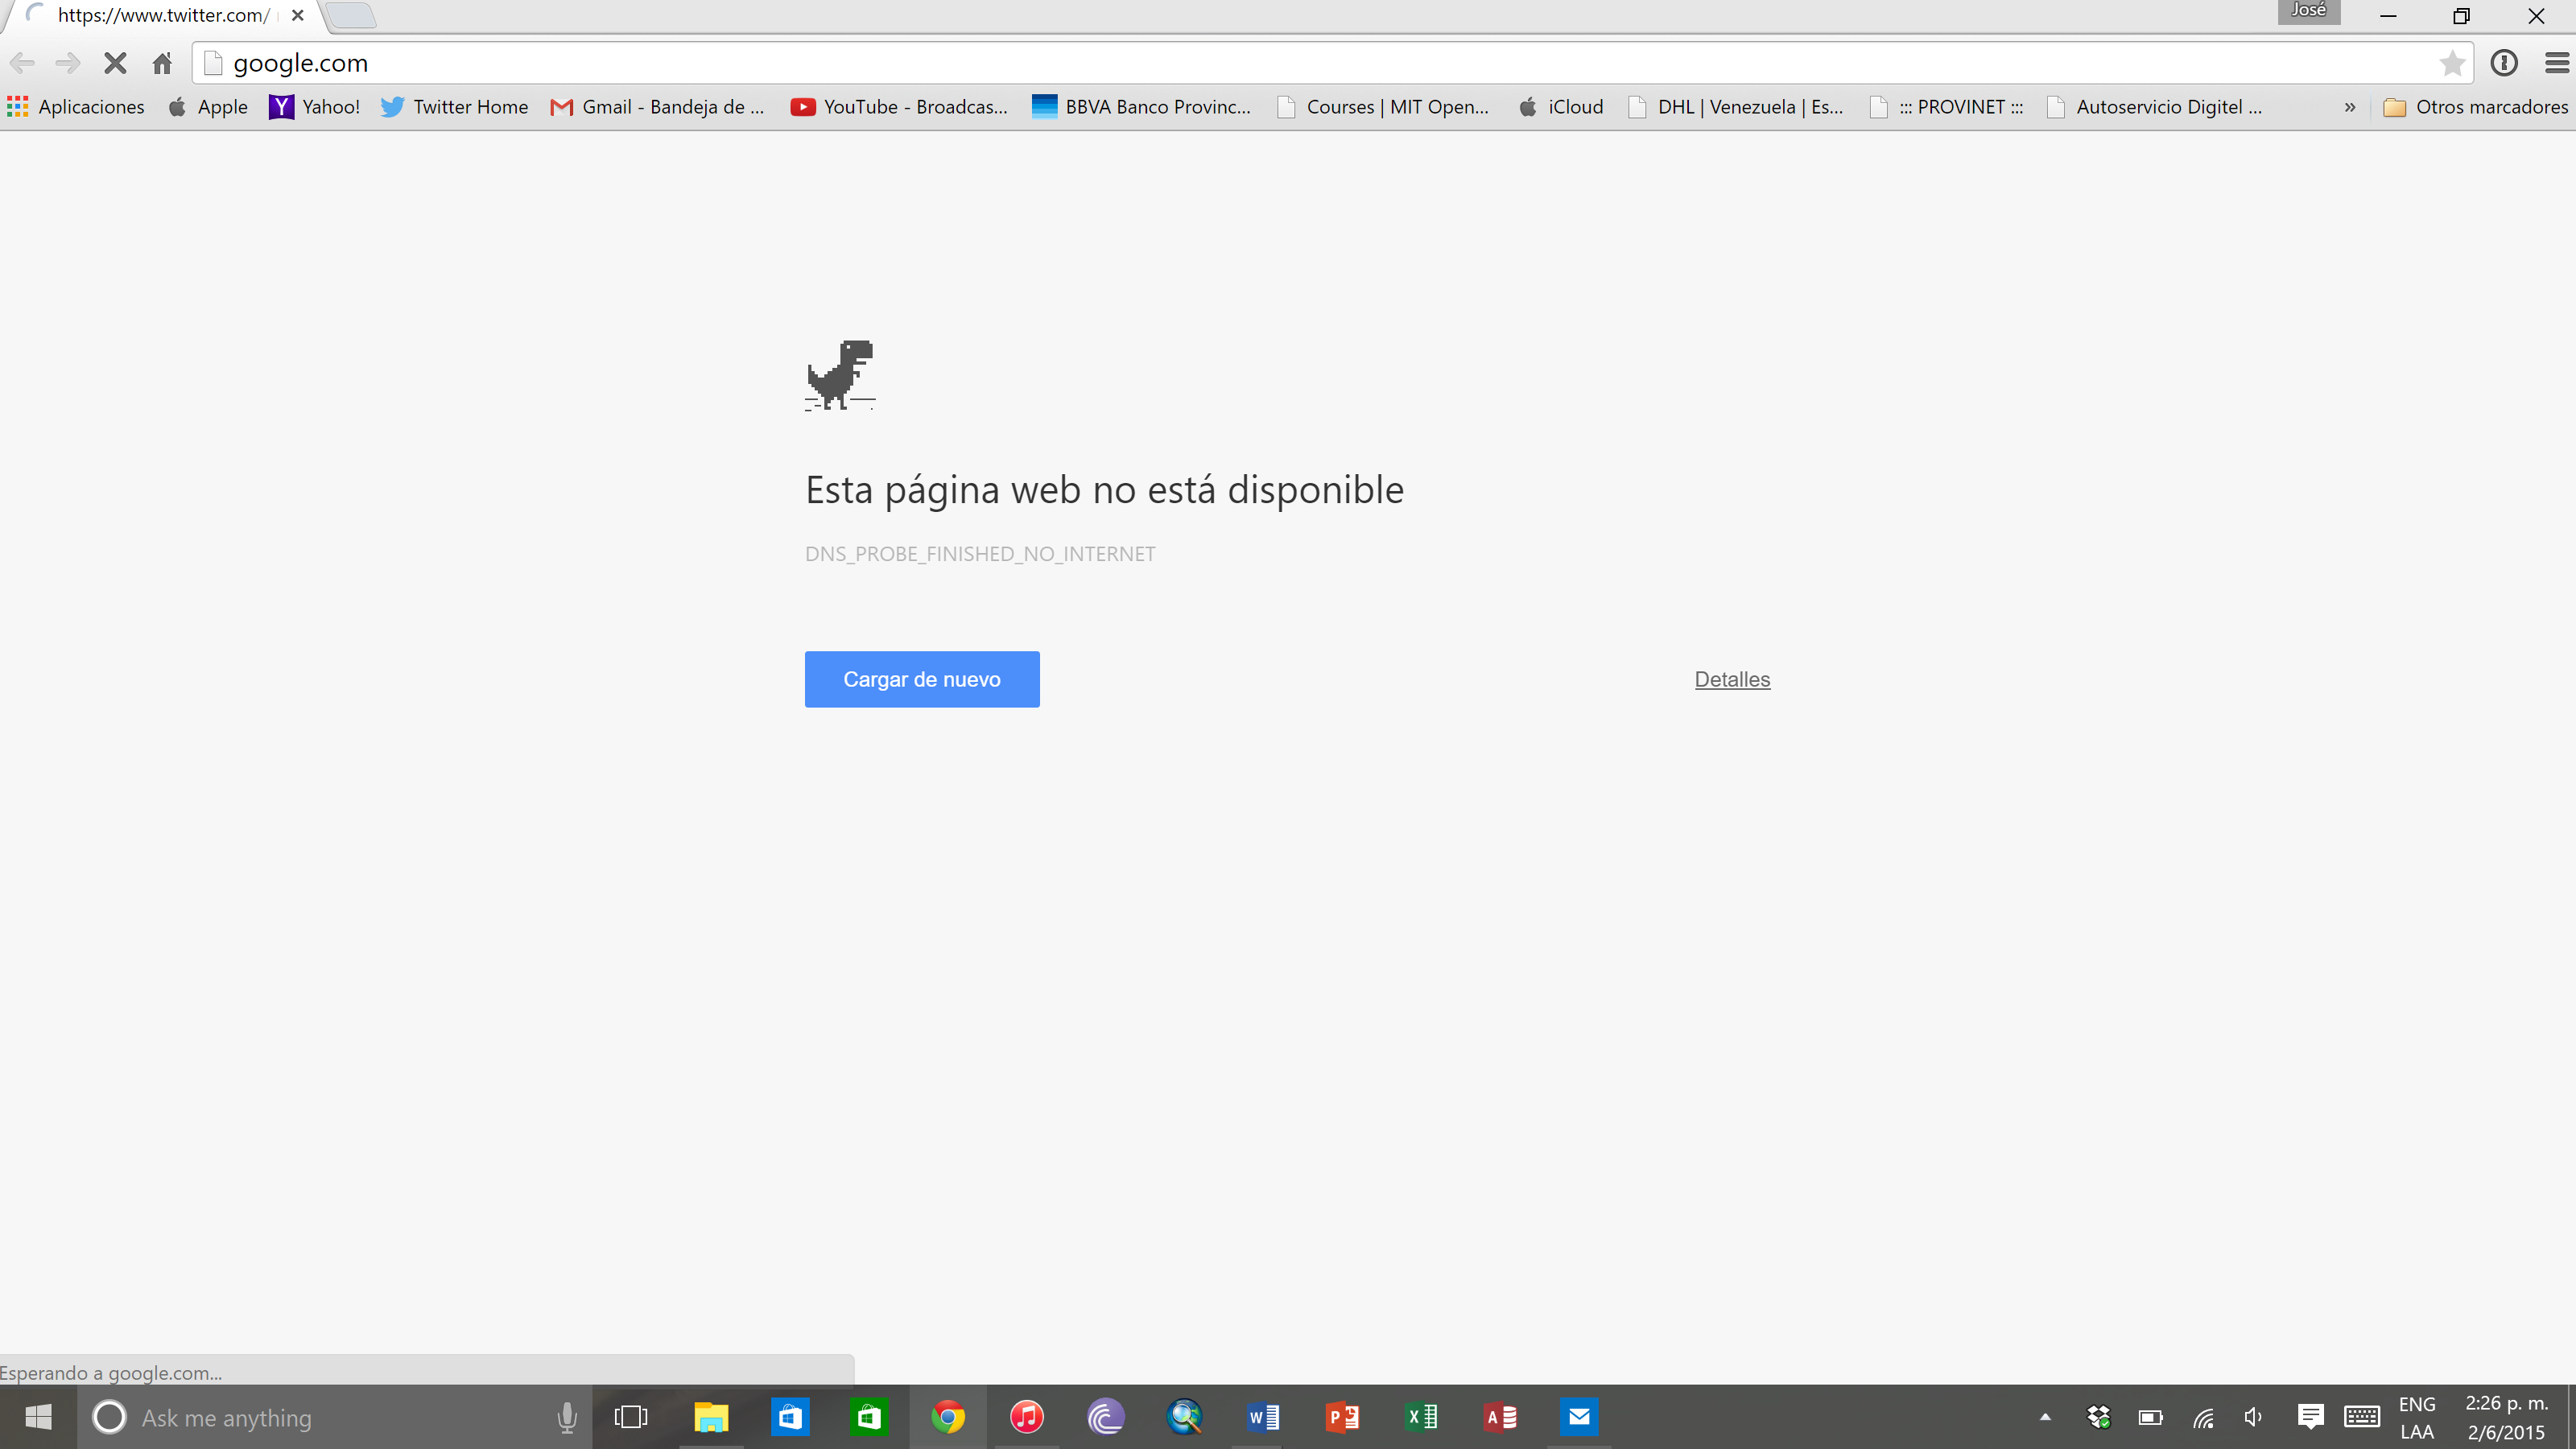 https://www.twitter.com/
José
google.com
Aplicaciones Apple Yahoo! Twitter Home Gmail - Bandeja de ... YouTube - Broadcas... BBVA Banco Provinc... Courses | MIT Open... iCloud DHL | Venezuela | Es... ::: PROVINET ::: Autoservicio Digitel ... » Otros marcadores
Esta página web no está disponible
DNS_PROBE_FINISHED_NO_INTERNET
Cargar de nuevo
Detalles
Esperando a google.com...
Ask me anything
ENG
LAA
2:26 p. m.
2/6/2015